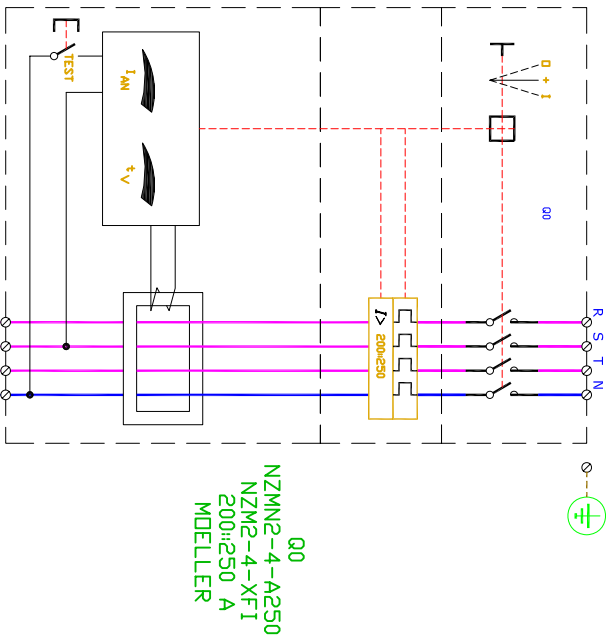 R S T N
0 + I
Q0
I> 200÷250
I ΔN
t V
TEST
Q0
NZMN2-4-A250
NZM2-4-XFI
200÷250 A
MOELLER